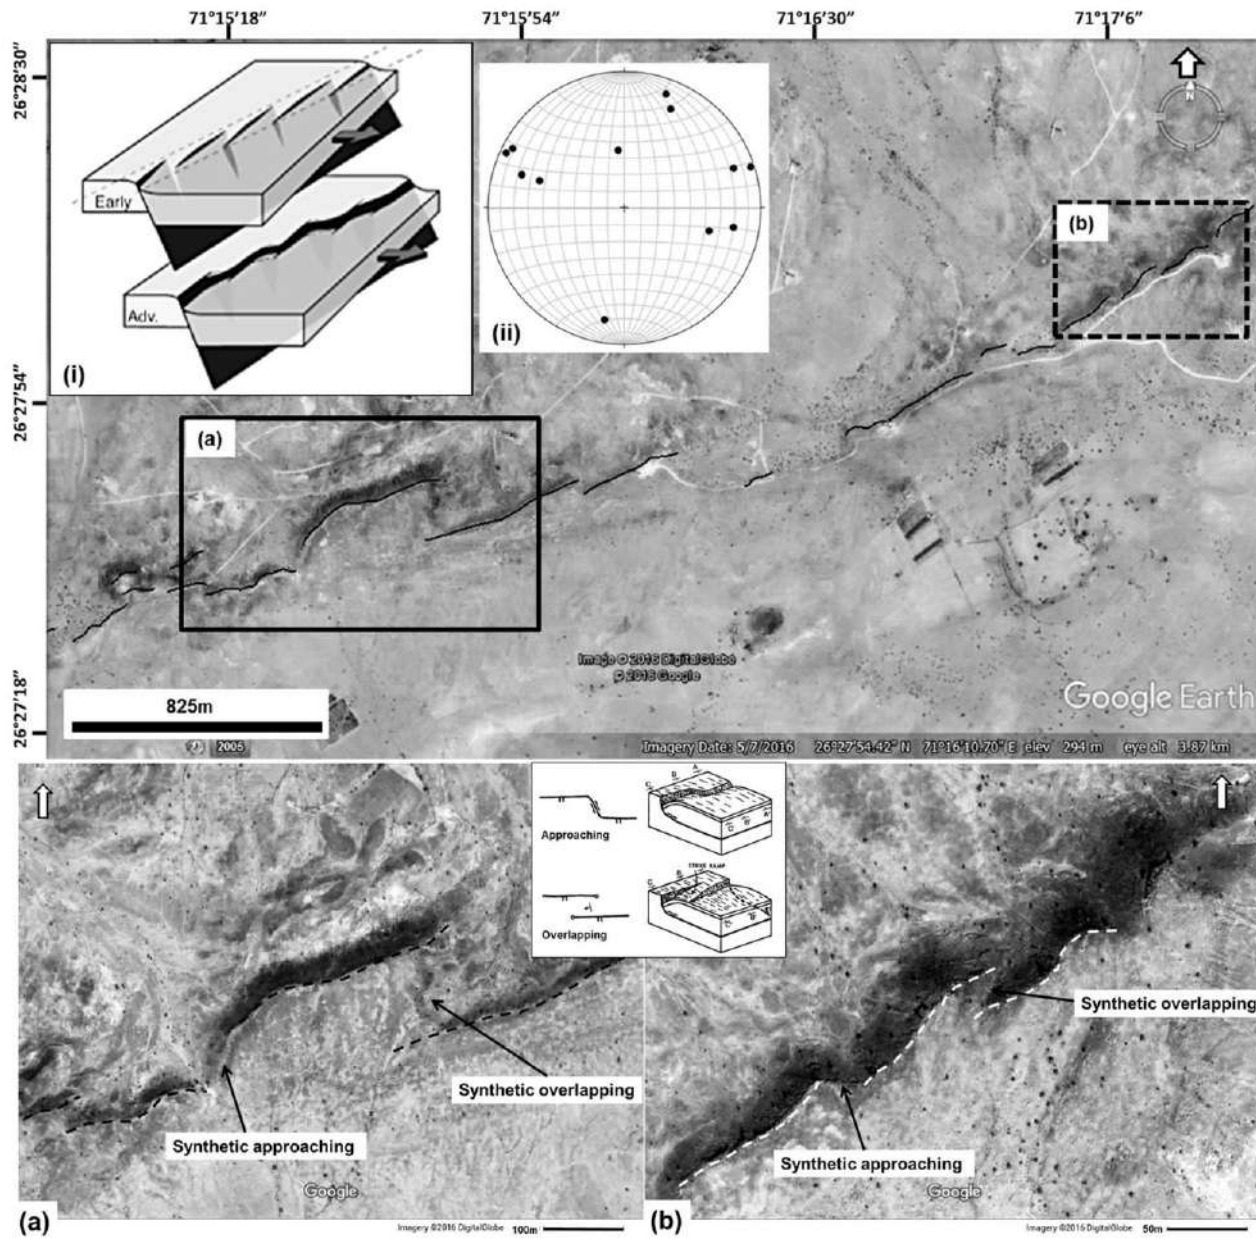 71°15'18" 71°15'54" 71°16'30" 71°17'6"
26°28'30"
26°27'54"
26°27'18"
Early
Adv.
(i)
(ii)
N
(b)
(a)
825m
Image © 2016 DigitalGlobe
© 2016 Google
Google Earth
2005
Imagery Date: 5/7/2016 26°27'54.42" N 71°16'10.70" E elev 294 m eye alt 3.87 km
Approaching
Overlapping
Synthetic overlapping
Synthetic approaching
Google
(a)
Imagery ©2016 DigitalGlobe 100m
Synthetic overlapping
Synthetic approaching
Google
(b)
Imagery ©2016 DigitalGlobe 50m